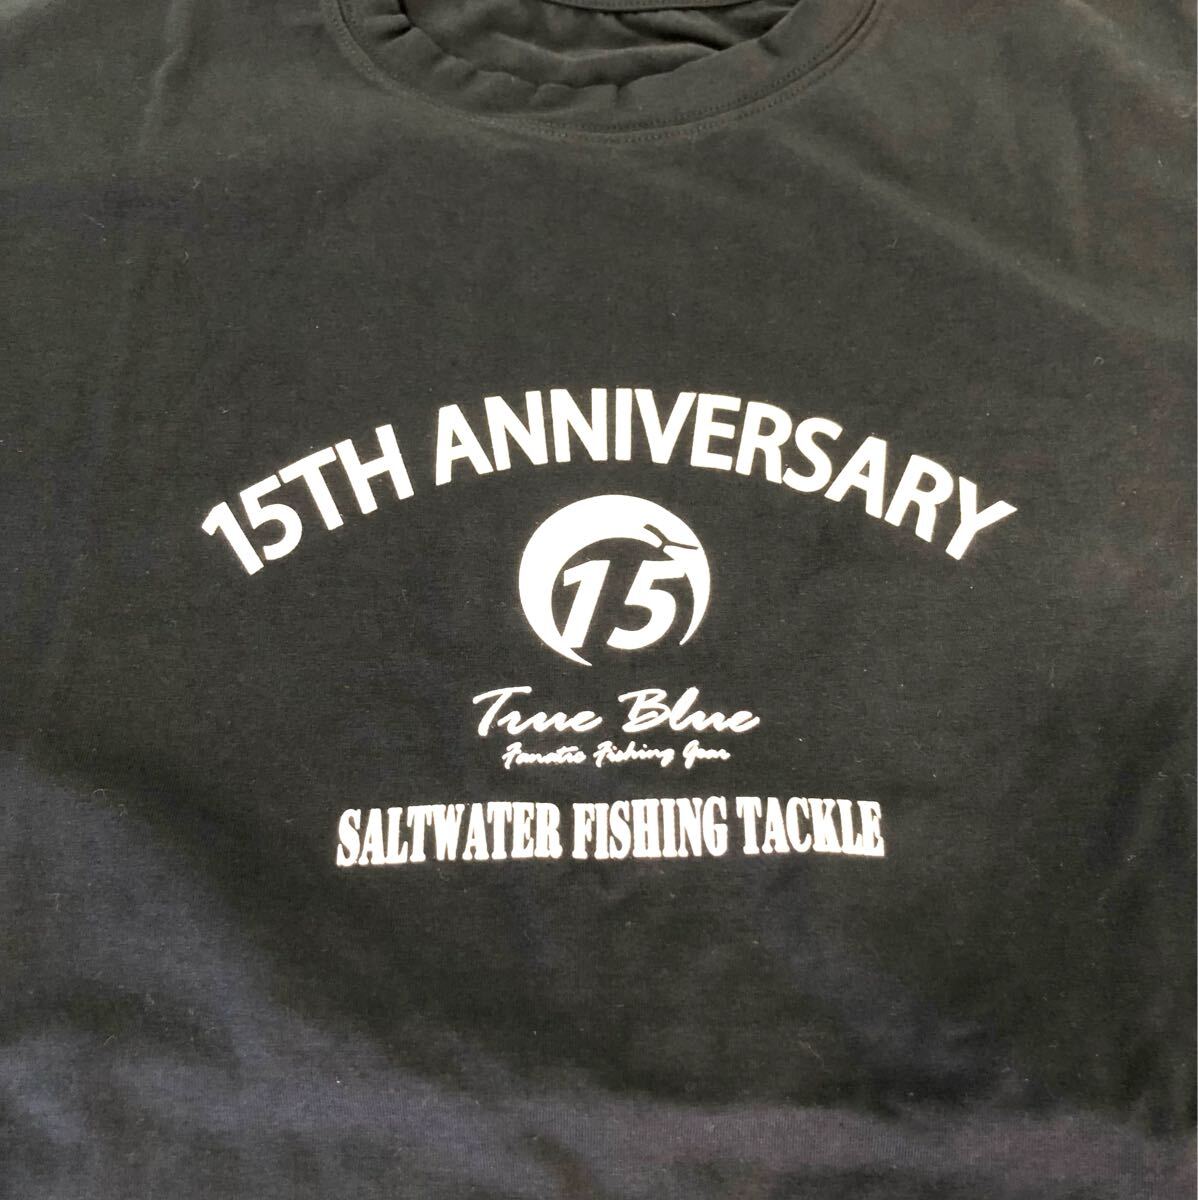 15TH ANNIVERSARY
15
True Blue
Fanatic Fishing Gear
SALTWATER FISHING TACKLE